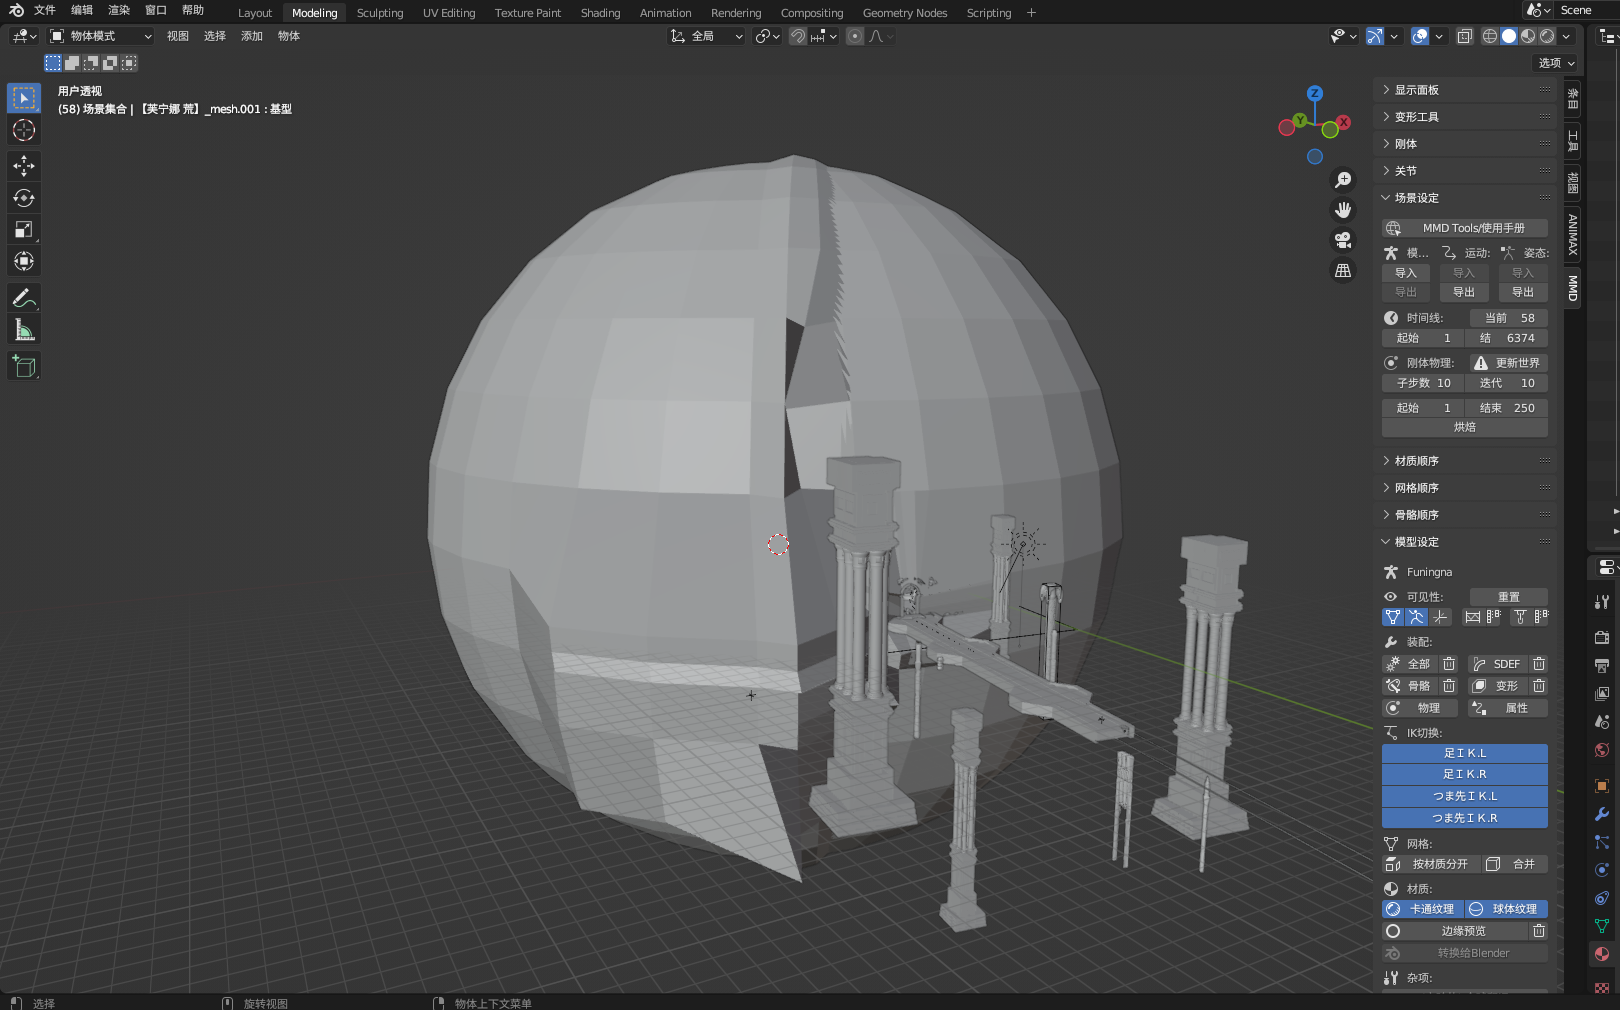 文件 编辑 渲染 窗口 帮助 Layout Modeling Sculpting UV Editing Texture Paint Shading Animation Rendering Compositing Geometry Nodes Scripting + Scene
物体模式 视图 选择 添加 物体 全局
选项
用户透视
(58) 场景集合 | 【芙宁娜 荒】_mesh.001 : 基型
Z
Y
X
显示面板
变形工具
刚体
关节
场景设定
MMD Tools/使用手册
模... 运动: 姿态:
导入 导入 导入
导出 导出 导出
时间线: 当前 58
起始 1 结 6374
刚体物理: 更新世界
子步数 10 迭代 10
起始 1 结束 250
烘焙
材质顺序
网格顺序
骨骼顺序
模型设定
Funingna
可见性: 重置
装配:
全部 SDEF
骨骼 变形
物理 属性
IK切换:
足ＩＫ.L
足ＩＫ.R
つま先ＩＫ.L
つま先ＩＫ.R
网格:
按材质分开 合并
材质:
卡通纹理 球体纹理
边缘预览
转换给Blender
杂项:
条目
工具
视图
ANIMAX
MMD
选择 旋转视图 物体上下文菜单